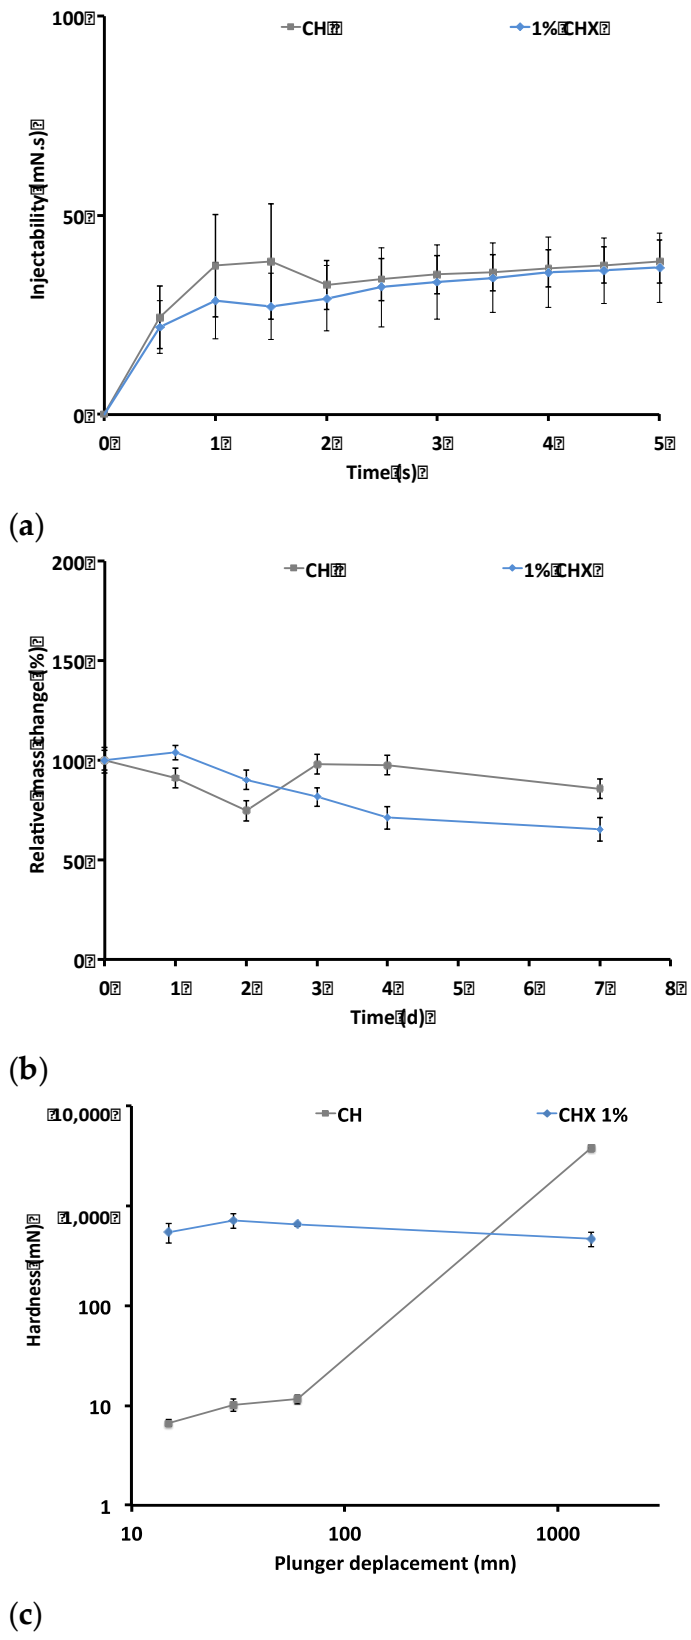 CH 1% CHX
100
50
0
Injectability (mN.s)
0 1 2 3 4 5
Time (s)
(a)
CH 1% CHX
200
150
100
50
0
Relative mass change (%)
0 1 2 3 4 5 6 7 8
Time (d)
(b)
CH CHX 1%
10,000
1,000
100
10
1
Hardness (mN)
10 100 1000
Plunger deplacement (mn)
(c)